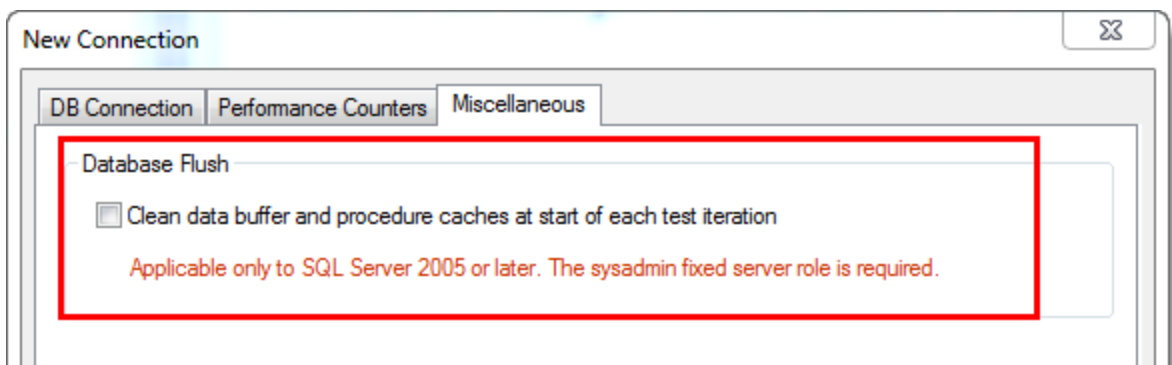 New Connection
DB Connection Performance Counters Miscellaneous
Database Flush
Clean data buffer and procedure caches at start of each test iteration
Applicable only to SQL Server 2005 or later. The sysadmin fixed server role is required.